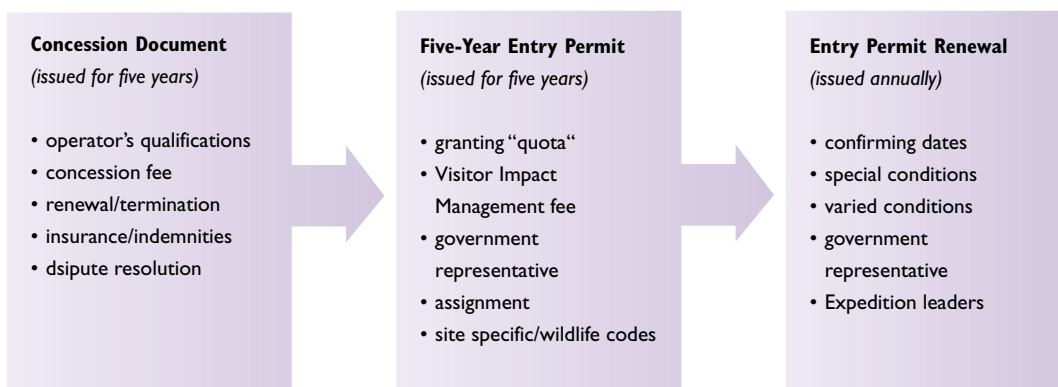 Concession Document
(issued for five years)
• operator's qualifications
• concession fee
• renewal/termination
• insurance/indemnities
• dsipute resolution
Five-Year Entry Permit
(issued for five years)
• granting “quota“
• Visitor Impact
Management fee
• government
representative
• assignment
• site specific/wildlife codes
Entry Permit Renewal
(issued annually)
• confirming dates
• special conditions
• varied conditions
• government
representative
• Expedition leaders